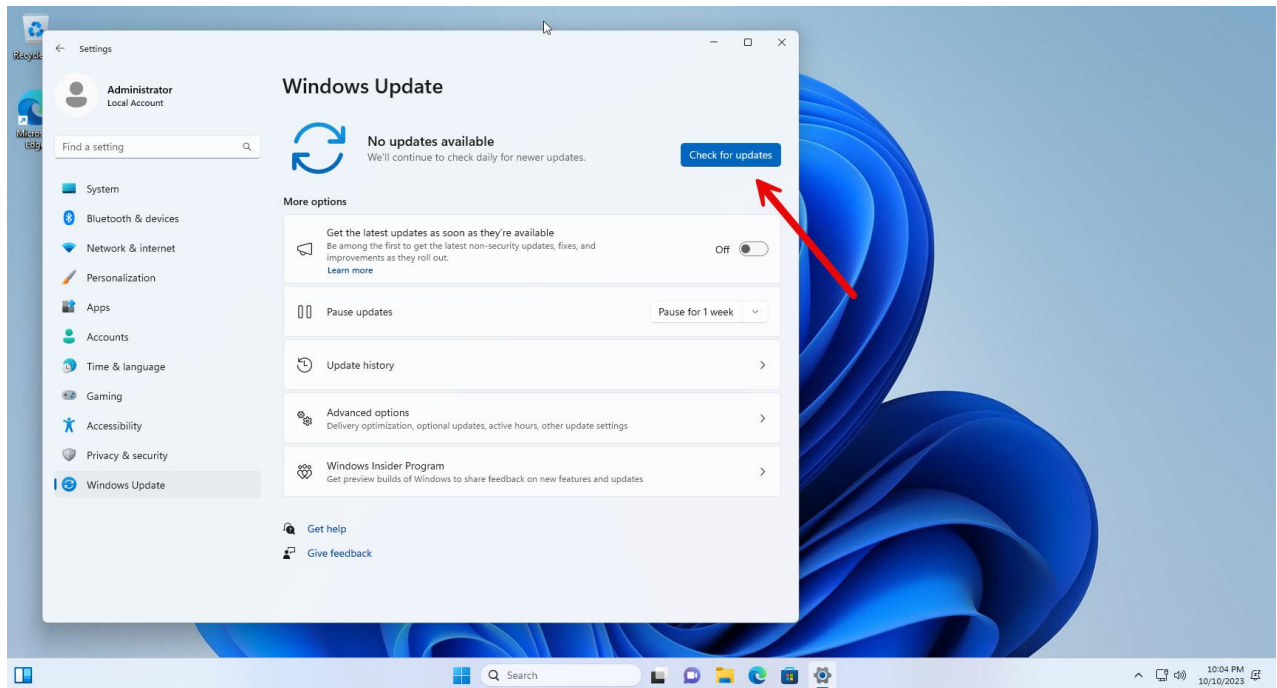 Recycle
Settings
Administrator
Local Account
Find a setting
System
Bluetooth & devices
Network & internet
Personalization
Apps
Accounts
Time & language
Gaming
Accessibility
Privacy & security
Windows Update
Windows Update
No updates available
We'll continue to check daily for newer updates.
Check for updates
More options
Get the latest updates as soon as they're available
Be among the first to get the latest non-security updates, fixes, and
improvements as they roll out.
Learn more
Off
Pause updates
Pause for 1 week
Update history
Advanced options
Delivery optimization, optional updates, active hours, other update settings
Windows Insider Program
Get preview builds of Windows to share feedback on new features and updates
Get help
Give feedback
Search
10:04 PM
10/10/2023